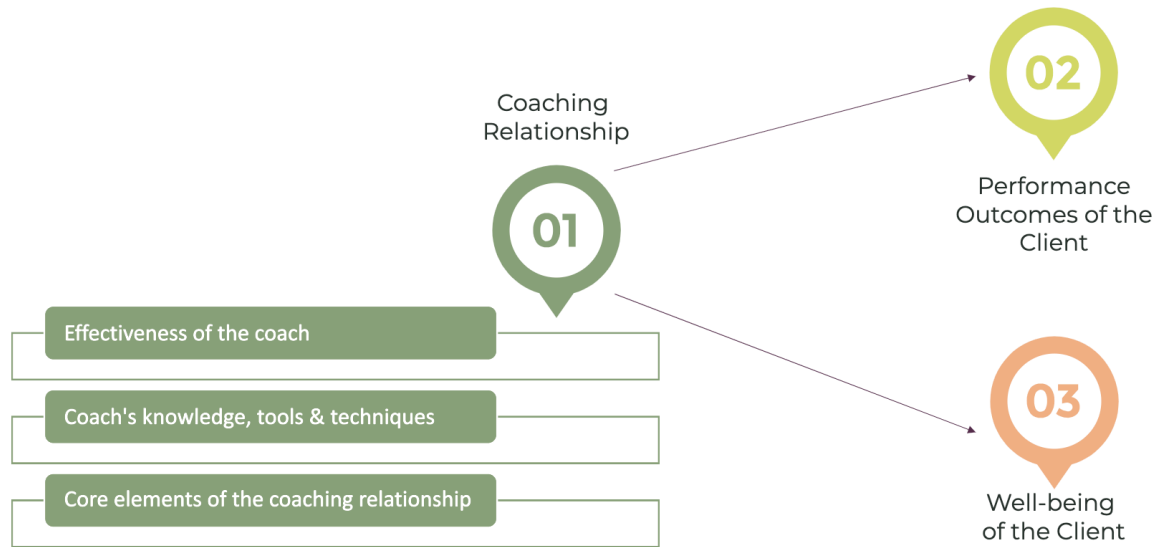 Coaching
Relationship
01
Effectiveness of the coach
Coach's knowledge, tools & techniques
Core elements of the coaching relationship
02
Performance
Outcomes of the
Client
03
Well-being
of the Client